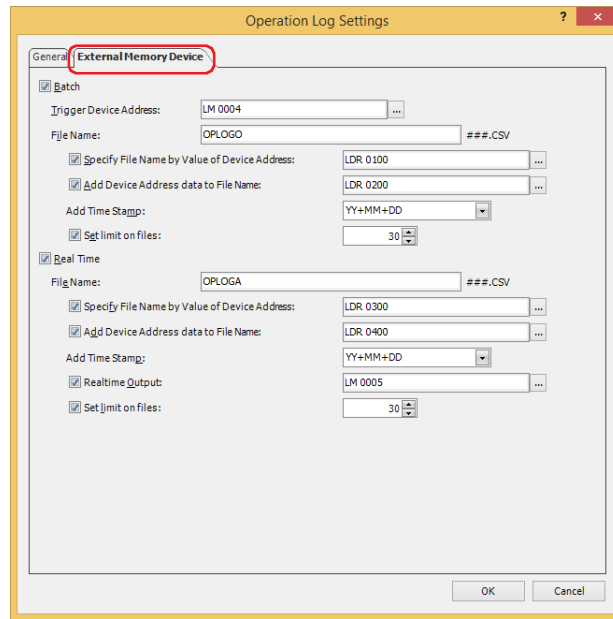 Operation Log Settings
? ×
General External Memory Device
Batch
Trigger Device Address: LM 0004 ...
File Name: OPLOGO ###.CSV
Specify File Name by Value of Device Address: LDR 0100 ...
Add Device Address data to File Name: LDR 0200 ...
Add Time Stamp: YY+MM+DD
Set limit on files: 30
Real Time
File Name: OPLOGA ###.CSV
Specify File Name by Value of Device Address: LDR 0300 ...
Add Device Address data to File Name: LDR 0400 ...
Add Time Stamp: YY+MM+DD
Realtime Output: LM 0005 ...
Set limit on files: 30
OK Cancel